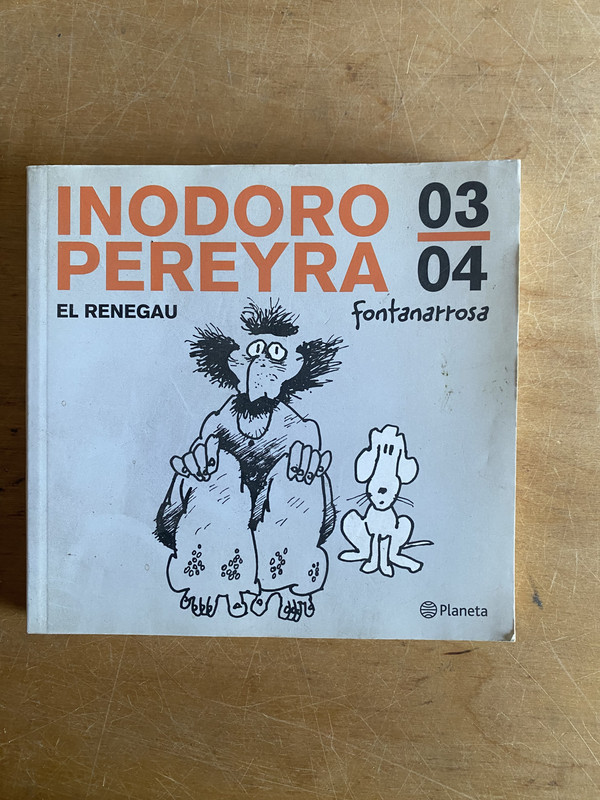 INODORO
PEREYRA
EL RENEGAU
03
04
fontanarrosa
Planeta